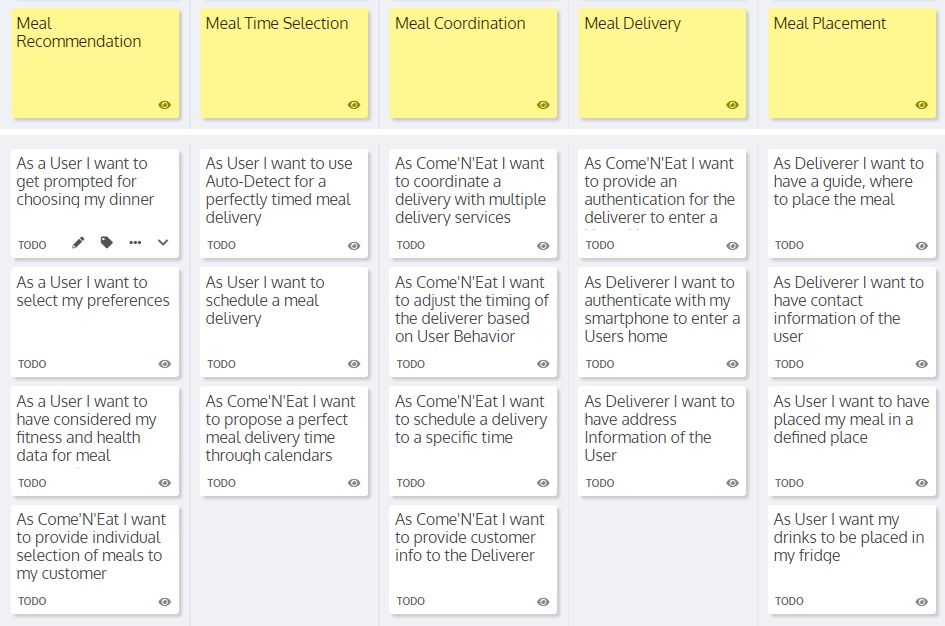 Meal
Recommendation
Meal Time Selection
Meal Coordination
Meal Delivery
Meal Placement
As a User I want to
get prompted for
choosing my dinner
TODO
As User I want to use
Auto-Detect for a
perfectly timed meal
delivery
TODO
As Come'N'Eat I want
to coordinate a
delivery with multiple
delivery services
TODO
As Come'N'Eat I want
to provide an
authentication for the
deliverer to enter a
TODO
As Deliverer I want to
have a guide, where
to place the meal
TODO
As a User I want to
select my preferences
TODO
As User I want to
schedule a meal
delivery
TODO
As Come'N'Eat I want
to adjust the timing of
the deliverer based
on User Behavior
TODO
As Deliverer I want to
authenticate with my
smartphone to enter a
Users home
TODO
As Deliverer I want to
have contact
information of the
user
TODO
As a User I want to
have considered my
fitness and health
data for meal
TODO
As Come'N'Eat I want
to propose a perfect
meal delivery time
through calendars
TODO
As Come'N'Eat I want
to schedule a delivery
to a specific time
TODO
As Deliverer I want to
have address
Information of the
User
TODO
As User I want to have
placed my meal in a
defined place
TODO
As Come'N'Eat I want
to provide individual
selection of meals to
my customer
TODO
As Come'N'Eat I want
to provide customer
info to the Deliverer
TODO
As User I want my
drinks to be placed in
my fridge
TODO